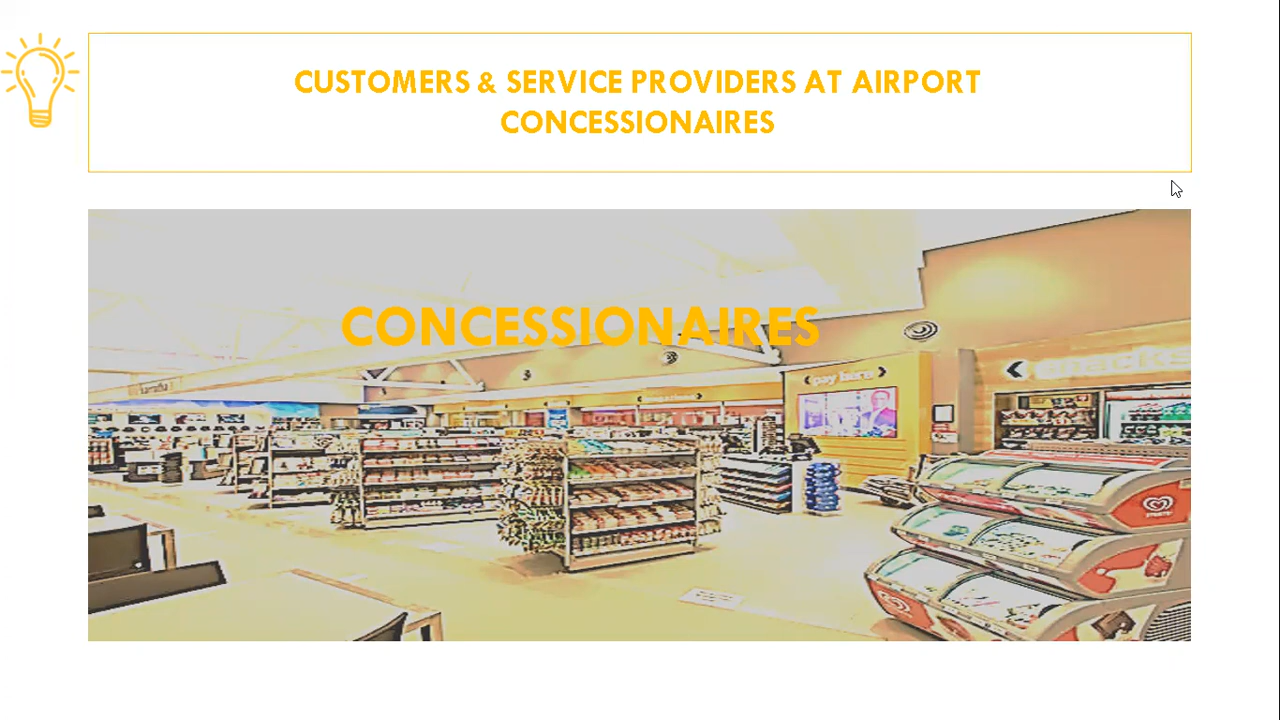 CUSTOMERS & SERVICE PROVIDERS AT AIRPORT
CONCESSIONAIRES
CONCESSIONAIRES
pay here
snacks